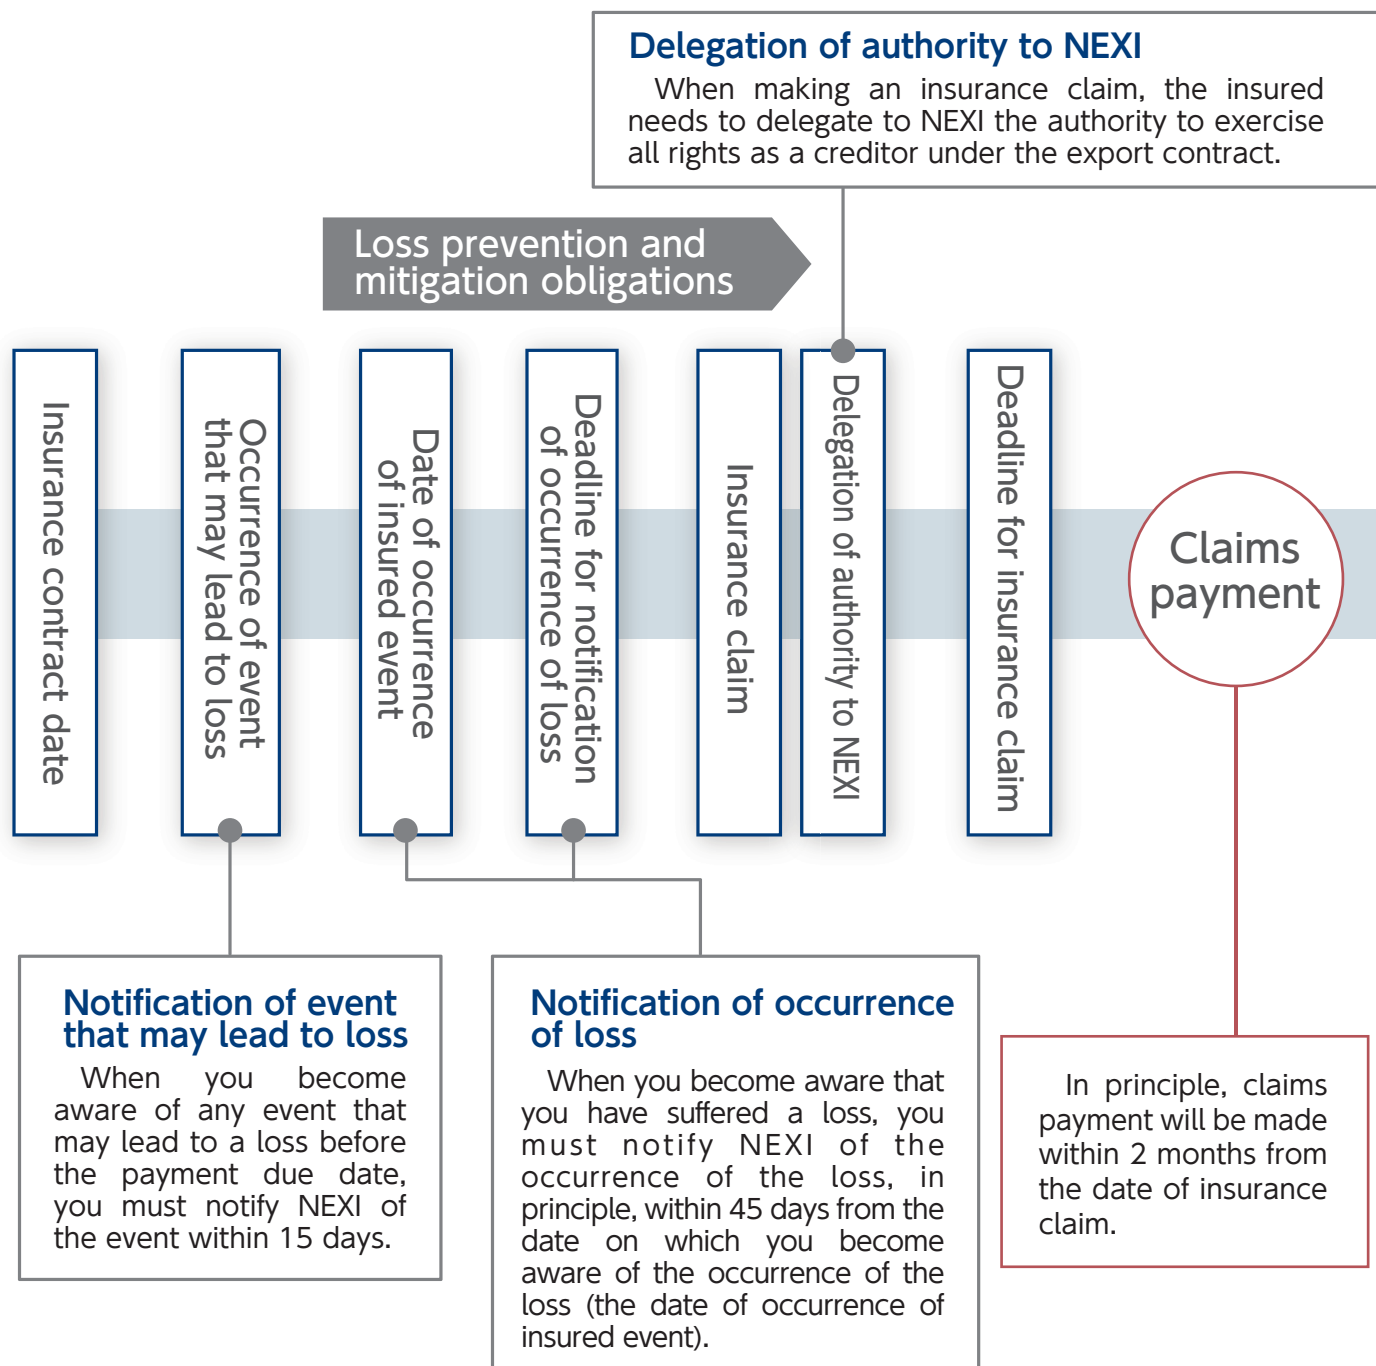 Delegation of authority to NEXI
When making an insurance claim, the insured
needs to delegate to NEXI the authority to exercise
all rights as a creditor under the export contract.
Loss prevention and
mitigation obligations
Insurance contract date
Occurrence of event
that may lead to loss
Date of occurrence
of insured event
Deadline for notification
of occurrence of loss
Insurance claim
Delegation of authority to NEXI
Deadline for insurance claim
Claims
payment
Notification of event
that may lead to loss
When you become
aware of any event that
may lead to a loss before
the payment due date,
you must notify NEXI of
the event within 15 days.
Notification of occurrence
of loss
When you become aware that
you have suffered a loss, you
must notify NEXI of the
occurrence of the loss, in
principle, within 45 days from the
date on which you become
aware of the occurrence of the
loss (the date of occurrence of
insured event).
In principle, claims
payment will be made
within 2 months from
the date of insurance
claim.